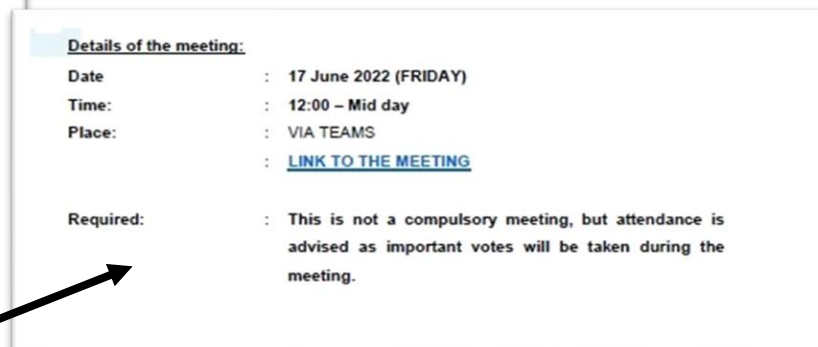 Details of the meeting:
Date : 17 June 2022 (FRIDAY)
Time: : 12:00 – Mid day
Place: : VIA TEAMS
: LINK TO THE MEETING
Required: : This is not a compulsory meeting, but attendance is
advised as important votes will be taken during the
meeting.